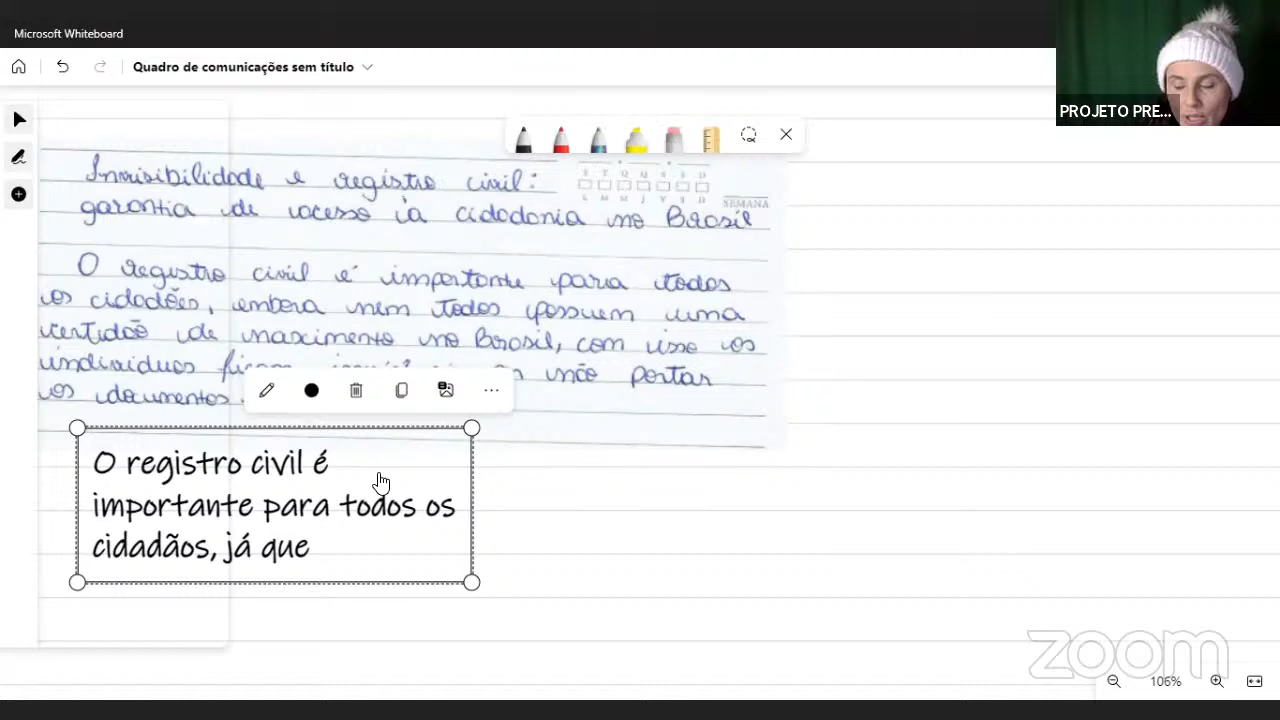 Microsoft Whiteboard
Quadro de comunicações sem título
PROJETO PRE...
Invisibilidade e registro civil:
garantia de acesso à cidadania no Brasil
SEMANA
O registro civil é importante para todos
os cidadões, embora nem todos possuem uma
certidão de nascimento no Brasil, com isso os
indivíduos ficam não portar
os documentos.
O registro civil é
importante para todos os
cidadãos, já que
zoom
106%